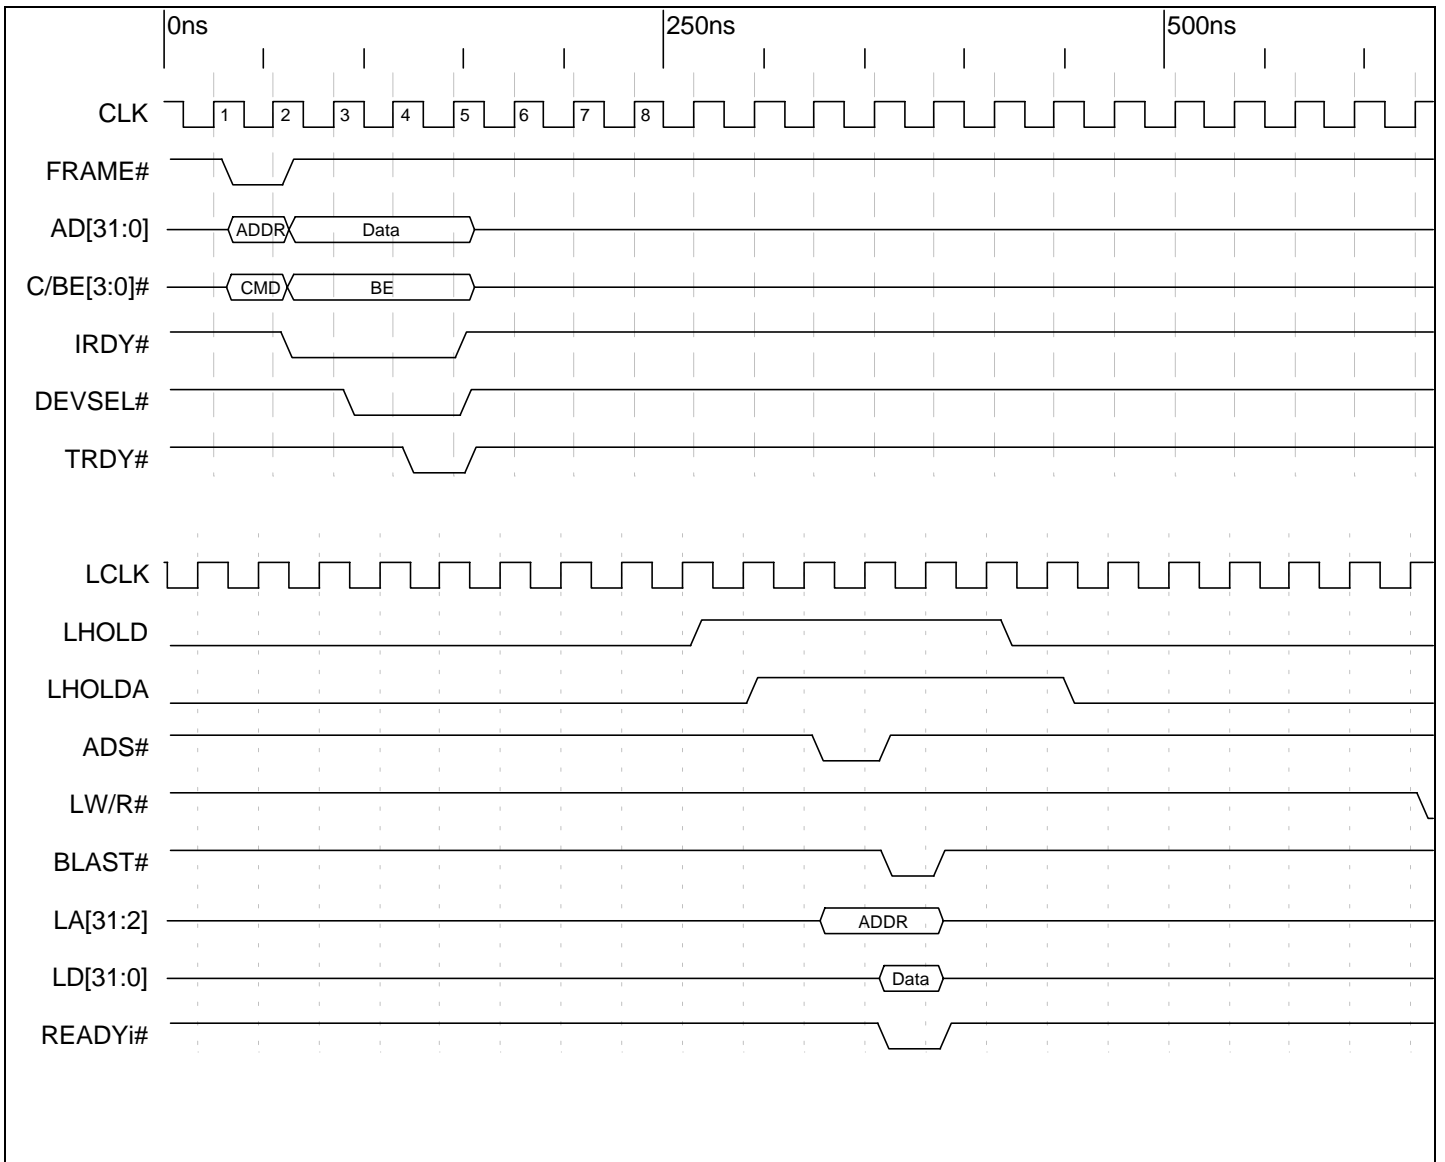 0ns 250ns 500ns
CLK 1 2 3 4 5 6 7 8
FRAME#
AD[31:0] ADDR Data
C/BE[3:0]# CMD BE
IRDY#
DEVSEL#
TRDY#
LCLK
LHOLD
LHOLDA
ADS#
LW/R#
BLAST#
LA[31:2] ADDR
LD[31:0] Data
READYi#